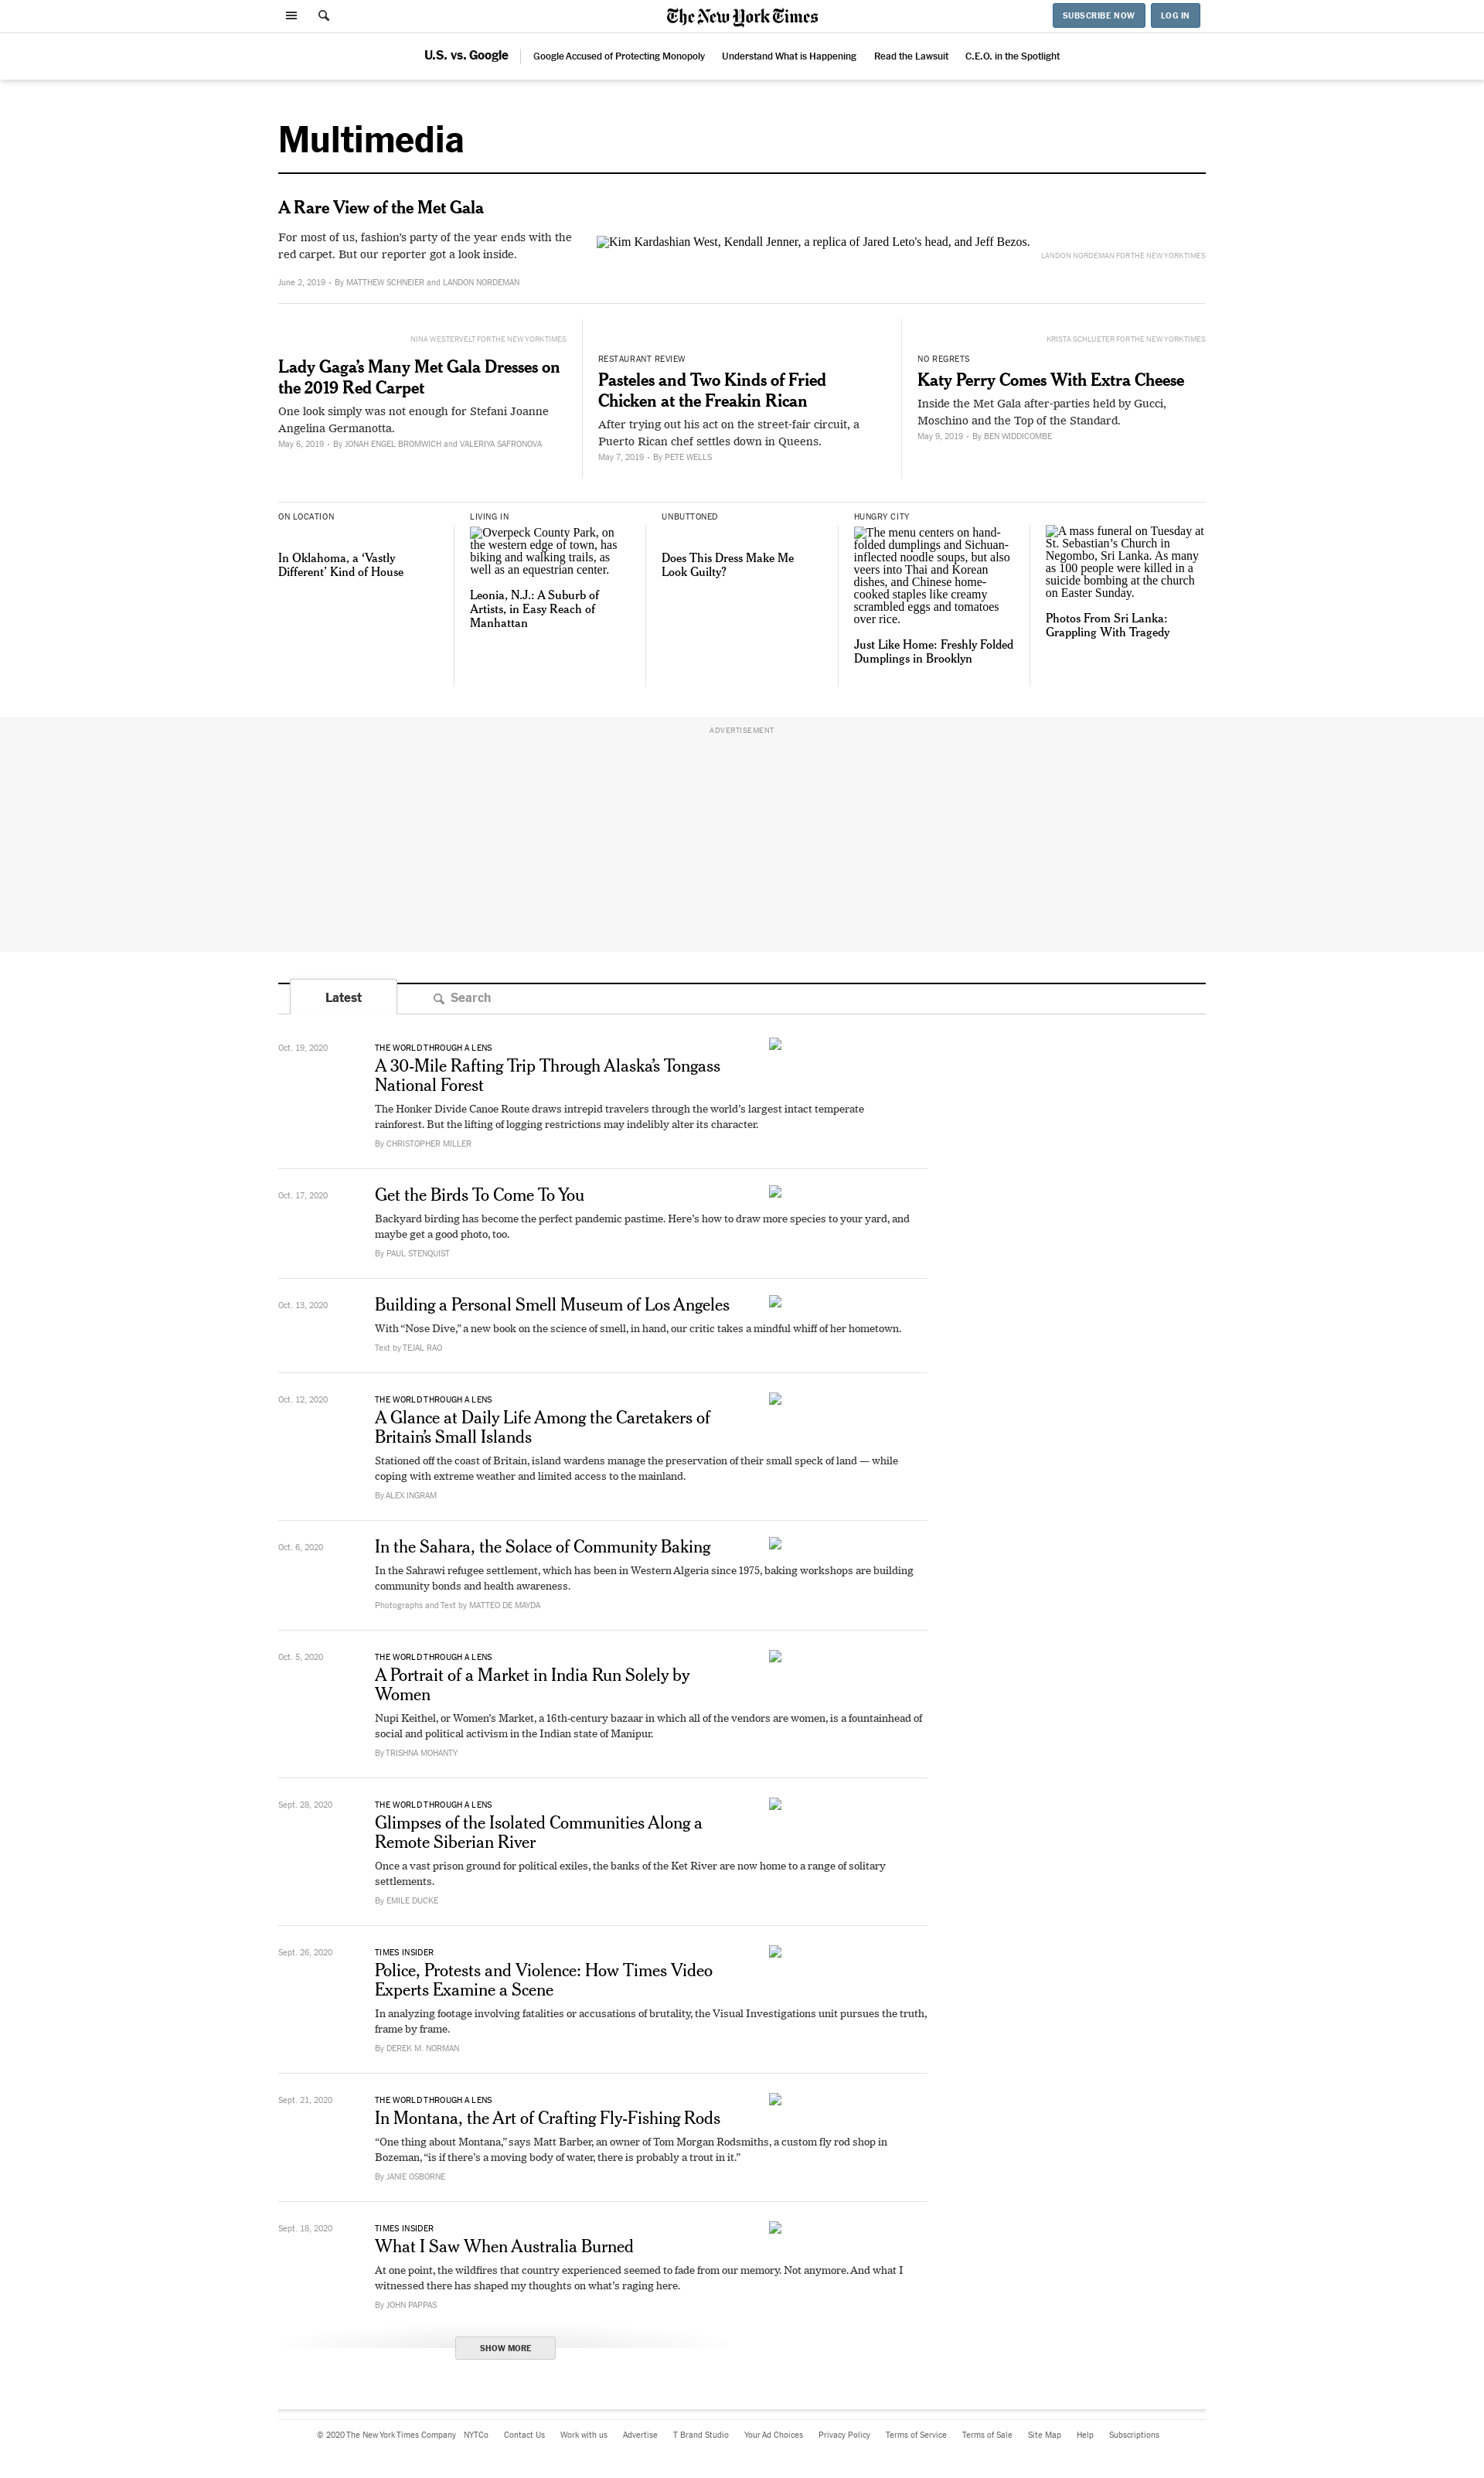 The New York Times
SUBSCRIBE NOW
LOG IN
U.S. vs. Google
Google Accused of Protecting Monopoly
Understand What is Happening
Read the Lawsuit
C.E.O. in the Spotlight
Multimedia
A Rare View of the Met Gala
For most of us, fashion's party of the year ends with the
red carpet. But our reporter got a look inside.
June 2, 2019 • By MATTHEW SCHNEIER and LANDON NORDEMAN
Kim Kardashian West, Kendall Jenner, a replica of Jared Leto's head, and Jeff Bezos.
LANDON NORDEMAN FOR THE NEW YORK TIMES
NINA WESTERVELT FOR THE NEW YORK TIMES
Lady Gaga’s Many Met Gala Dresses on
the 2019 Red Carpet
One look simply was not enough for Stefani Joanne
Angelina Germanotta.
May 6, 2019 • By JONAH ENGEL BROMWICH and VALERIYA SAFRONOVA
RESTAURANT REVIEW
Pasteles and Two Kinds of Fried
Chicken at the Freakin Rican
After trying out his act on the street-fair circuit, a
Puerto Rican chef settles down in Queens.
May 7, 2019 • By PETE WELLS
KRISTA SCHLUETER FOR THE NEW YORK TIMES
NO REGRETS
Katy Perry Comes With Extra Cheese
Inside the Met Gala after-parties held by Gucci,
Moschino and the Top of the Standard.
May 9, 2019 • By BEN WIDDICOMBE
ON LOCATION
In Oklahoma, a ‘Vastly
Different’ Kind of House
LIVING IN
Overpeck County Park, on
the western edge of town, has
biking and walking trails, as
well as an equestrian center.
Leonia, N.J.: A Suburb of
Artists, in Easy Reach of
Manhattan
UNBUTTONED
Does This Dress Make Me
Look Guilty?
HUNGRY CITY
The menu centers on hand-
folded dumplings and Sichuan-
inflected noodle soups, but also
veers into Thai and Korean
dishes, and Chinese home-
cooked staples like creamy
scrambled eggs and tomatoes
over rice.
Just Like Home: Freshly Folded
Dumplings in Brooklyn
A mass funeral on Tuesday at
St. Sebastian’s Church in
Negombo, Sri Lanka. As many
as 100 people were killed in a
suicide bombing at the church
on Easter Sunday.
Photos From Sri Lanka:
Grappling With Tragedy
ADVERTISEMENT
Latest
Search
Oct. 19, 2020
THE WORLD THROUGH A LENS
A 30-Mile Rafting Trip Through Alaska’s Tongass
National Forest
The Honker Divide Canoe Route draws intrepid travelers through the world’s largest intact temperate
rainforest. But the lifting of logging restrictions may indelibly alter its character.
By CHRISTOPHER MILLER
Oct. 17, 2020
Get the Birds To Come To You
Backyard birding has become the perfect pandemic pastime. Here’s how to draw more species to your yard, and
maybe get a good photo, too.
By PAUL STENQUIST
Oct. 13, 2020
Building a Personal Smell Museum of Los Angeles
With “Nose Dive,” a new book on the science of smell, in hand, our critic takes a mindful whiff of her hometown.
Text by TEJAL RAO
Oct. 12, 2020
THE WORLD THROUGH A LENS
A Glance at Daily Life Among the Caretakers of
Britain’s Small Islands
Stationed off the coast of Britain, island wardens manage the preservation of their small speck of land — while
coping with extreme weather and limited access to the mainland.
By ALEX INGRAM
Oct. 6, 2020
In the Sahara, the Solace of Community Baking
In the Sahrawi refugee settlement, which has been in Western Algeria since 1975, baking workshops are building
community bonds and health awareness.
Photographs and Text by MATTEO DE MAYDA
Oct. 5, 2020
THE WORLD THROUGH A LENS
A Portrait of a Market in India Run Solely by
Women
Nupi Keithel, or Women’s Market, a 16th-century bazaar in which all of the vendors are women, is a fountainhead of
social and political activism in the Indian state of Manipur.
By TRISHNA MOHANTY
Sept. 28, 2020
THE WORLD THROUGH A LENS
Glimpses of the Isolated Communities Along a
Remote Siberian River
Once a vast prison ground for political exiles, the banks of the Ket River are now home to a range of solitary
settlements.
By EMILE DUCKE
Sept. 26, 2020
TIMES INSIDER
Police, Protests and Violence: How Times Video
Experts Examine a Scene
In analyzing footage involving fatalities or accusations of brutality, the Visual Investigations unit pursues the truth,
frame by frame.
By DEREK M. NORMAN
Sept. 21, 2020
THE WORLD THROUGH A LENS
In Montana, the Art of Crafting Fly-Fishing Rods
“One thing about Montana,” says Matt Barber, an owner of Tom Morgan Rodsmiths, a custom fly rod shop in
Bozeman, “is if there’s a moving body of water, there is probably a trout in it.”
By JANIE OSBORNE
Sept. 18, 2020
TIMES INSIDER
What I Saw When Australia Burned
At one point, the wildfires that country experienced seemed to fade from our memory. Not anymore. And what I
witnessed there has shaped my thoughts on what’s raging here.
By JOHN PAPPAS
SHOW MORE
© 2020 The New York Times Company NYTCo Contact Us Work with us Advertise T Brand Studio Your Ad Choices Privacy Policy Terms of Service Terms of Sale Site Map Help Subscriptions